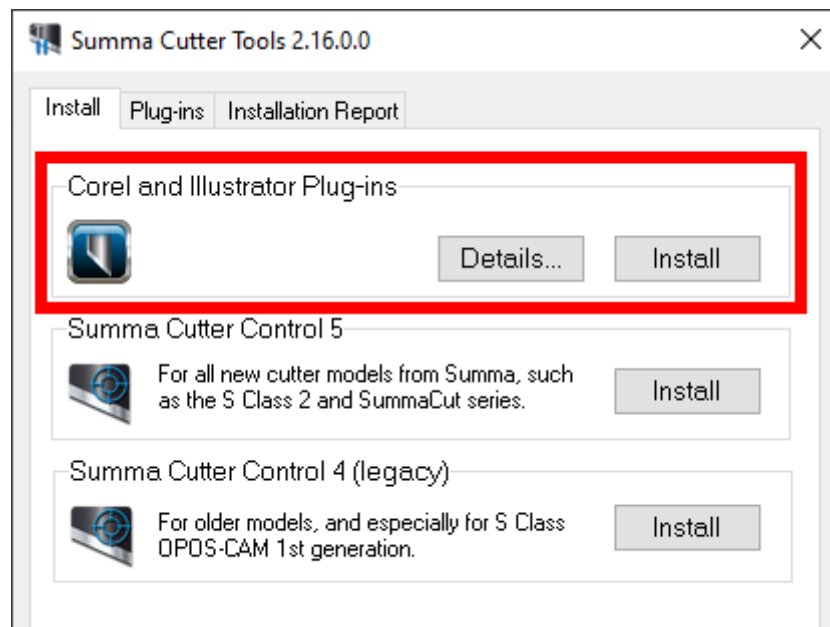 Summa Cutter Tools 2.16.0.0
Install Plug-ins Installation Report
Corel and Illustrator Plug-ins
Details... Install
Summa Cutter Control 5
For all new cutter models from Summa, such
as the S Class 2 and SummaCut series.
Install
Summa Cutter Control 4 (legacy)
For older models, and especially for S Class
OPOS-CAM 1st generation.
Install